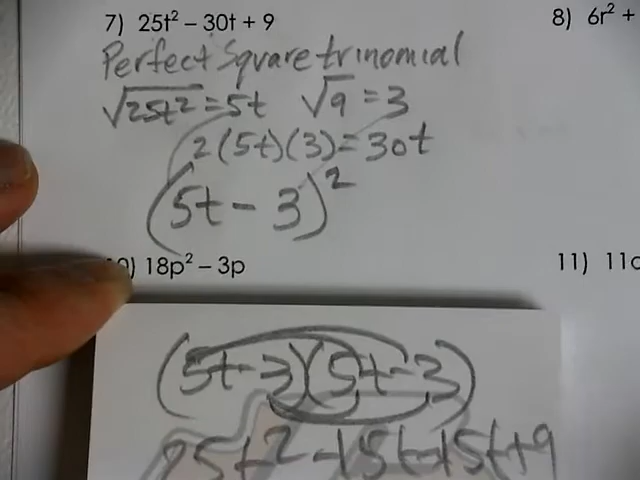 7) 25t² – 30t + 9
8) 6r² +
Perfect Square trinomial
√25t² = 5t √9 = 3
2(5t)(3) = 30t
(5t - 3)²
10) 18p² – 3p
11) 11c
(5t-3)(5t-3)
25t²-15t-15t+9